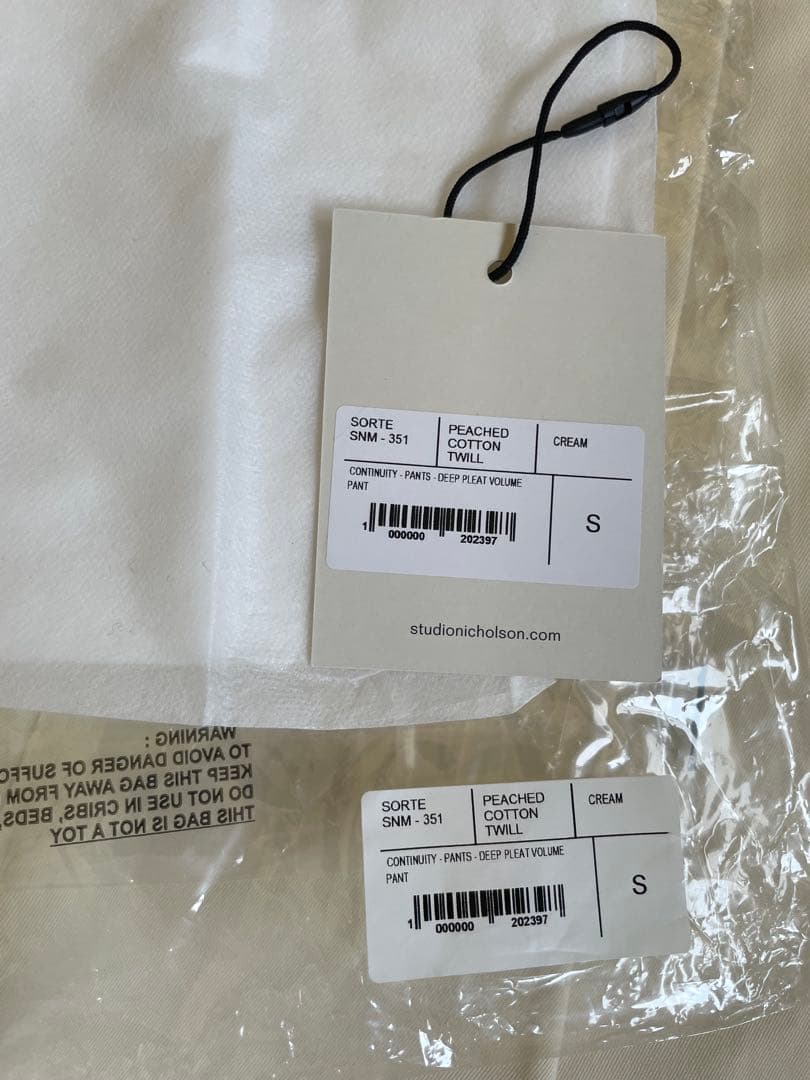 SORTE
SNM - 351
PEACHED
COTTON
TWILL
CREAM
CONTINUITY - PANTS - DEEP PLEAT VOLUME
PANT
S
1 000000 202397
studionicholson.com
WARNING :
TO AVOID DANGER OF SUFFO
KEEP THIS BAG AWAY FROM
DO NOT USE IN CRIBS, BEDS,
THIS BAG IS NOT A TOY
SORTE
SNM - 351
PEACHED
COTTON
TWILL
CREAM
CONTINUITY - PANTS - DEEP PLEAT VOLUME
PANT
S
1 000000 202397